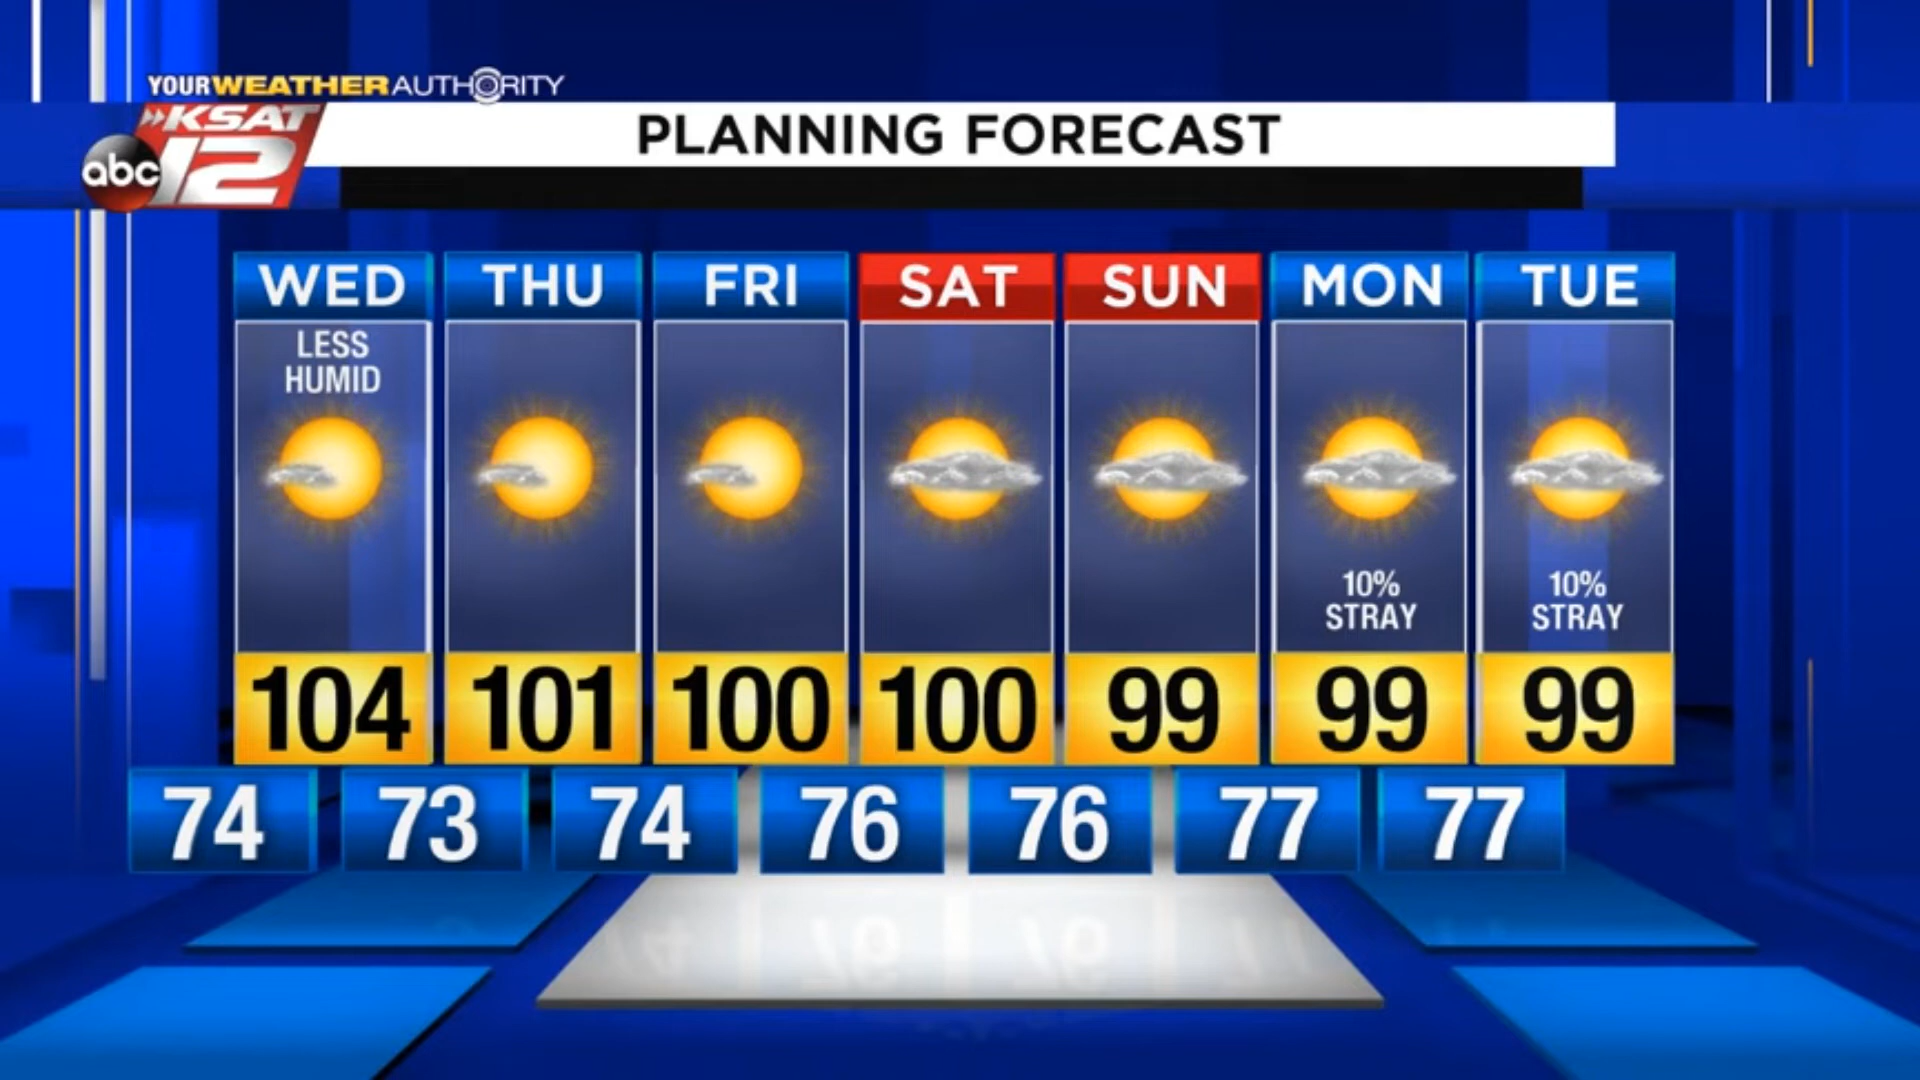 YOURWEATHERAUTHORITY
KSAT
abc 12
PLANNING FORECAST
WED THU FRI SAT SUN MON TUE
LESS
HUMID
10% 10%
STRAY STRAY
104 101 100 100 99 99 99
74 73 74 76 76 77 77